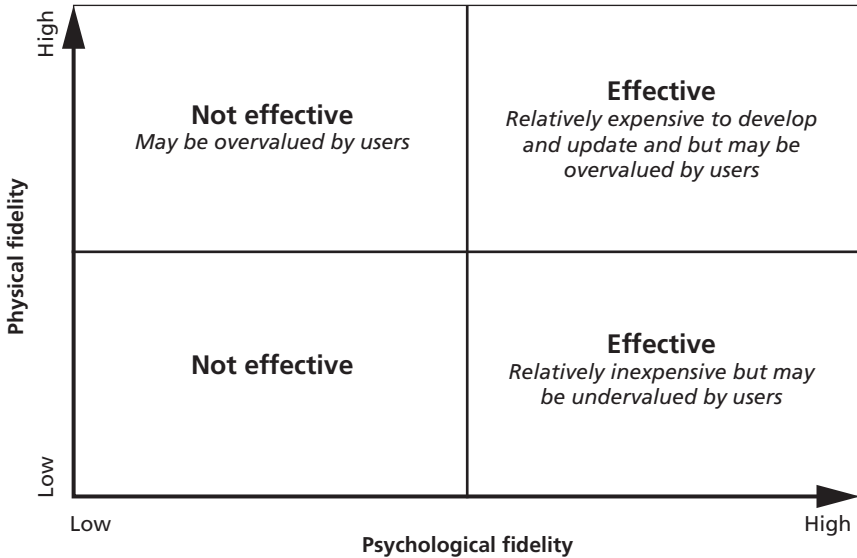 High
Not effective
May be overvalued by users
Effective
Relatively expensive to develop
and update and but may be
overvalued by users
Physical fidelity
Not effective
Effective
Relatively inexpensive but may
be undervalued by users
Low
Low
High
Psychological fidelity